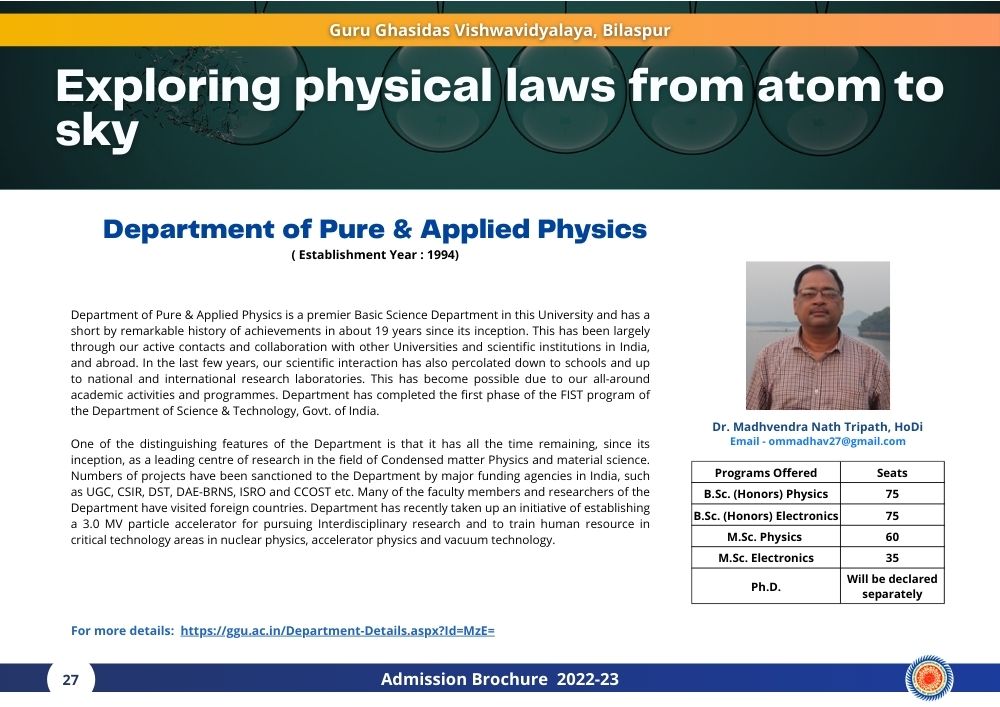 Guru Ghasidas Vishwavidyalaya, Bilaspur
Exploring physical laws from atom to
sky
Department of Pure & Applied Physics
( Establishment Year : 1994)
Department of Pure & Applied Physics is a premier Basic Science Department in this University and has a
short by remarkable history of achievements in about 19 years since its inception. This has been largely
through our active contacts and collaboration with other Universities and scientific institutions in India,
and abroad. In the last few years, our scientific interaction has also percolated down to schools and up
to national and international research laboratories. This has become possible due to our all-around
academic activities and programmes. Department has completed the first phase of the FIST program of
the Department of Science & Technology, Govt. of India.
One of the distinguishing features of the Department is that it has all the time remaining, since its
inception, as a leading centre of research in the field of Condensed matter Physics and material science.
Numbers of projects have been sanctioned to the Department by major funding agencies in India, such
as UGC, CSIR, DST, DAE-BRNS, ISRO and CCOST etc. Many of the faculty members and researchers of the
Department have visited foreign countries. Department has recently taken up an initiative of establishing
a 3.0 MV particle accelerator for pursuing Interdisciplinary research and to train human resource in
critical technology areas in nuclear physics, accelerator physics and vacuum technology.
For more details: https://ggu.ac.in/Department-Details.aspx?Id=MzE=
Dr. Madhvendra Nath Tripath, HoDi
Email - ommadhav27@gmail.com
Programs Offered Seats
B.Sc. (Honors) Physics 75
B.Sc. (Honors) Electronics 75
M.Sc. Physics 60
M.Sc. Electronics 35
Ph.D. Will be declared
separately
27
Admission Brochure 2022-23